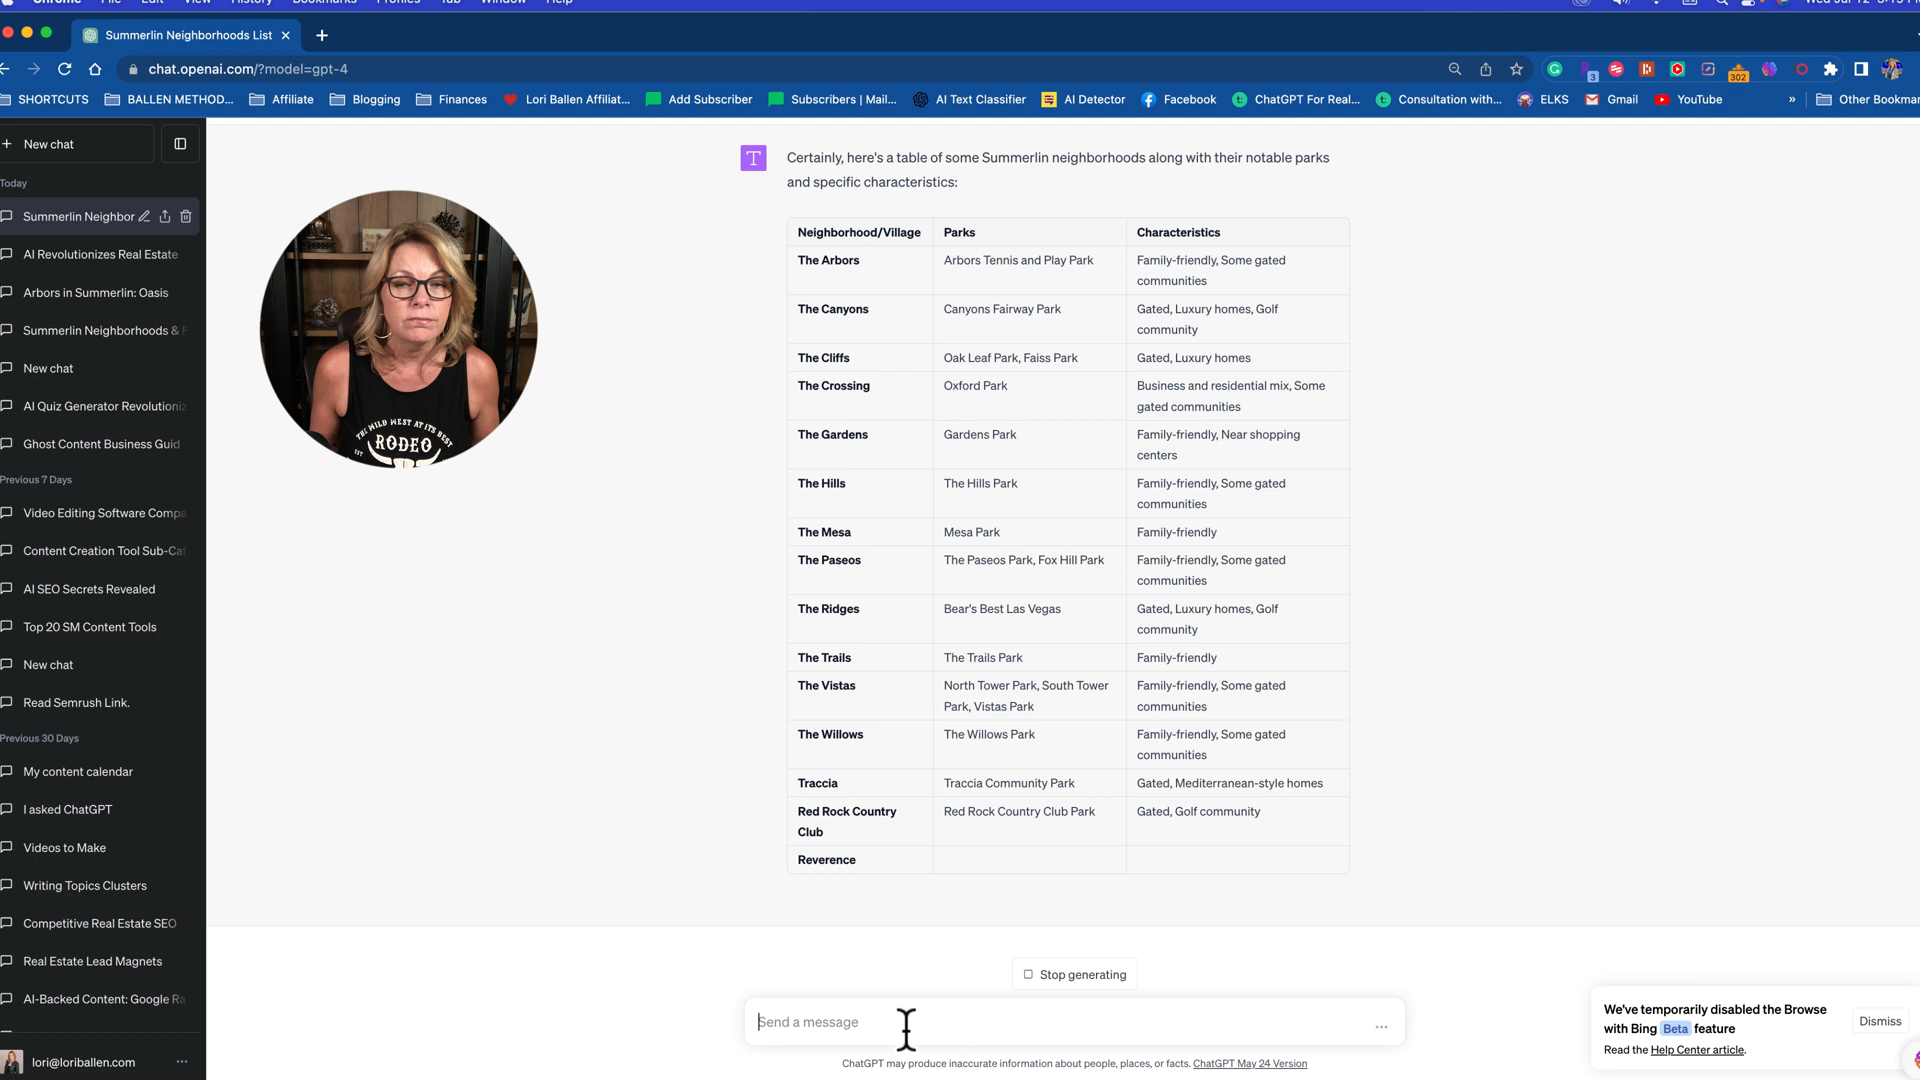 Chrome File Edit View History Bookmarks Profiles Tab Window Help
Summerlin Neighborhoods List
chat.openai.com/?model=gpt-4
3
302
SHORTCUTS BALLEN METHOD... Affiliate Blogging Finances Lori Ballen Affiliat... Add Subscriber Subscribers | Mail... AI Text Classifier AI Detector Facebook ChatGPT For Real... Consultation with... ELKS Gmail YouTube » Other Bookmar
New chat
Today
Summerlin Neighbor
AI Revolutionizes Real Estate
Arbors in Summerlin: Oasis
Summerlin Neighborhoods &
New chat
AI Quiz Generator Revolutioniz
Ghost Content Business Guid
Previous 7 Days
Video Editing Software Compa
Content Creation Tool Sub-Cat
AI SEO Secrets Revealed
Top 20 SM Content Tools
New chat
Read Semrush Link.
Previous 30 Days
My content calendar
I asked ChatGPT
Videos to Make
Writing Topics Clusters
Competitive Real Estate SEO
Real Estate Lead Magnets
AI-Backed Content: Google Ra
lori@loriballen.com
THE WILD WEST AT ITS BEST
RODEO
T
Certainly, here's a table of some Summerlin neighborhoods along with their notable parks
and specific characteristics:
Neighborhood/Village Parks Characteristics
The Arbors Arbors Tennis and Play Park Family-friendly, Some gated
communities
The Canyons Canyons Fairway Park Gated, Luxury homes, Golf
community
The Cliffs Oak Leaf Park, Faiss Park Gated, Luxury homes
The Crossing Oxford Park Business and residential mix, Some
gated communities
The Gardens Gardens Park Family-friendly, Near shopping
centers
The Hills The Hills Park Family-friendly, Some gated
communities
The Mesa Mesa Park Family-friendly
The Paseos The Paseos Park, Fox Hill Park Family-friendly, Some gated
communities
The Ridges Bear's Best Las Vegas Gated, Luxury homes, Golf
community
The Trails The Trails Park Family-friendly
The Vistas North Tower Park, South Tower Family-friendly, Some gated
Park, Vistas Park communities
The Willows The Willows Park Family-friendly, Some gated
communities
Traccia Traccia Community Park Gated, Mediterranean-style homes
Red Rock Country Red Rock Country Club Park Gated, Golf community
Club
Reverence
Stop generating
Send a message
ChatGPT may produce inaccurate information about people, places, or facts. ChatGPT May 24 Version
We've temporarily disabled the Browse
with Bing Beta feature
Read the Help Center article.
Dismiss